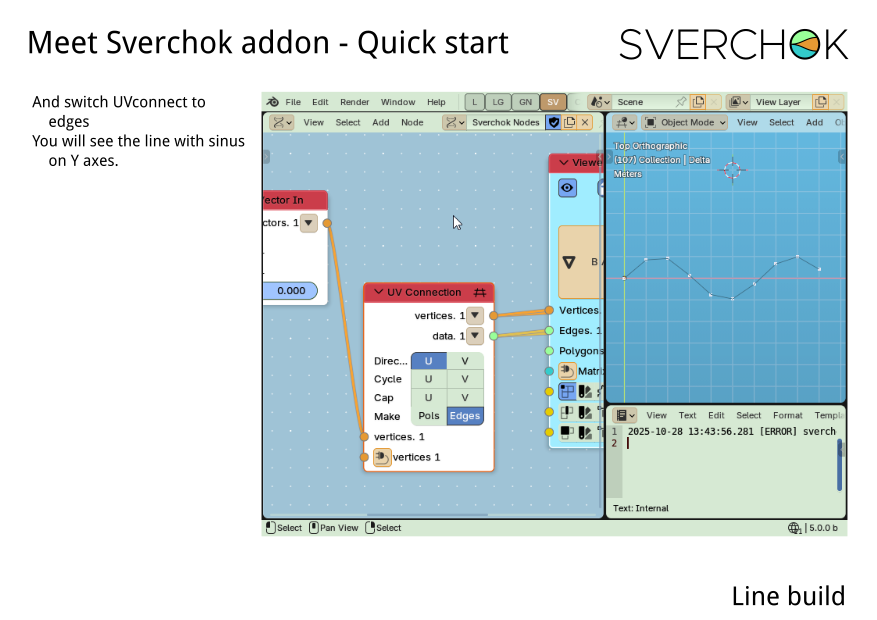 Meet Sverchok addon - Quick start
SVERCHOK
And switch UVconnect to
edges
You will see the line with sinus
on Y axes.
File Edit Render Window Help L LG GN SV Scene View Layer
View Select Add Node Sverchok Nodes Object Mode View Select Add
Top Orthographic
(107) Collection | Delta
Meters
ector In
ctors. 1
0.000
Viewe
B
UV Connection
vertices. 1
data. 1
Direc... U V
Cycle U V
Cap U V
Make Pols Edges
vertices. 1
vertices 1
Vertices.
Edges. 1
Polygons
Matri
View Text Edit Select Format Templa
1 2025-10-28 13:43:56.281 [ERROR] sverch
2
Text: Internal
Select Pan View Select 5.0.0 b
Line build